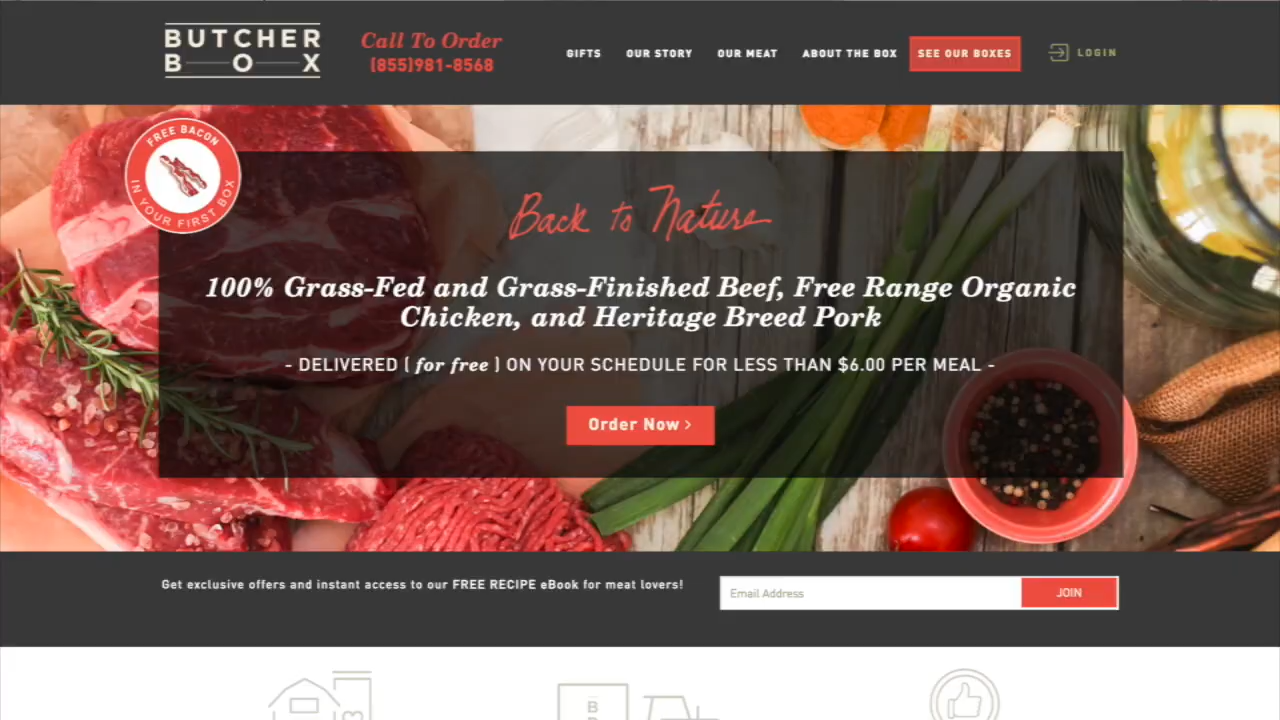 BUTCHER
BOX
Call To Order
(855)981-8568
GIFTS
OUR STORY
OUR MEAT
ABOUT THE BOX
SEE OUR BOXES
LOGIN
FREE BACON
IN YOUR FIRST BOX
Back to Nature
100% Grass-Fed and Grass-Finished Beef, Free Range Organic
Chicken, and Heritage Breed Pork
- DELIVERED ( for free ) ON YOUR SCHEDULE FOR LESS THAN $6.00 PER MEAL -
Order Now >
Get exclusive offers and instant access to our FREE RECIPE eBook for meat lovers!
Email Address
JOIN
B